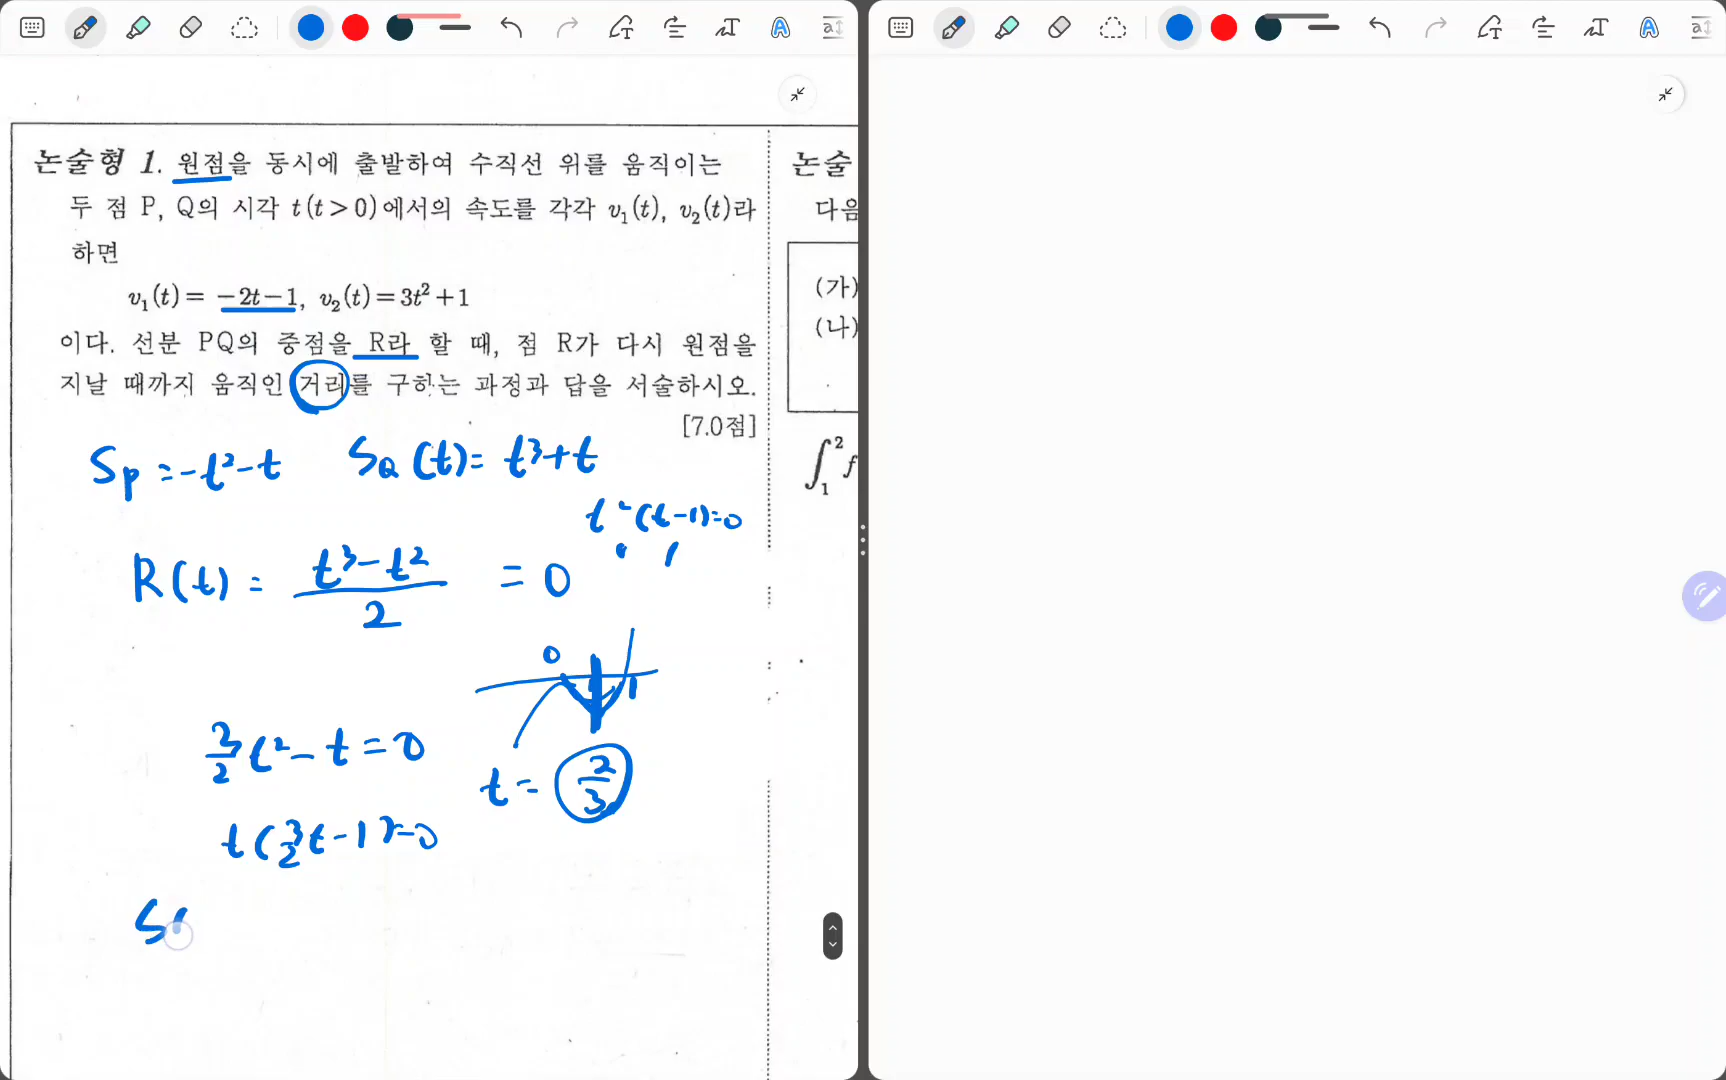 논술형 1. 원점을 동시에 출발하여 수직선 위를 움직이는
두 점 P, Q의 시각 t(t>0)에서의 속도를 각각 v₁(t), v₂(t)라
하면
v₁(t)=-2t-1, v₂(t)=3t²+1
이다. 선분 PQ의 중점을 R라 할 때, 점 R가 다시 원점을
지날 때까지 움직인 거리를 구하는 과정과 답을 서술하시오.
[7.0점]
S_P = -t²-t  S_Q(t)= t³+t
t²(t-1)=0
0 1
R(t) = (t³-t²)/2 = 0
0 1
3/2 t² - t = 0
t = 2/3
t(3/2 t - 1)=0
S(
논술
다음
(가)
(나)
∫₁² f